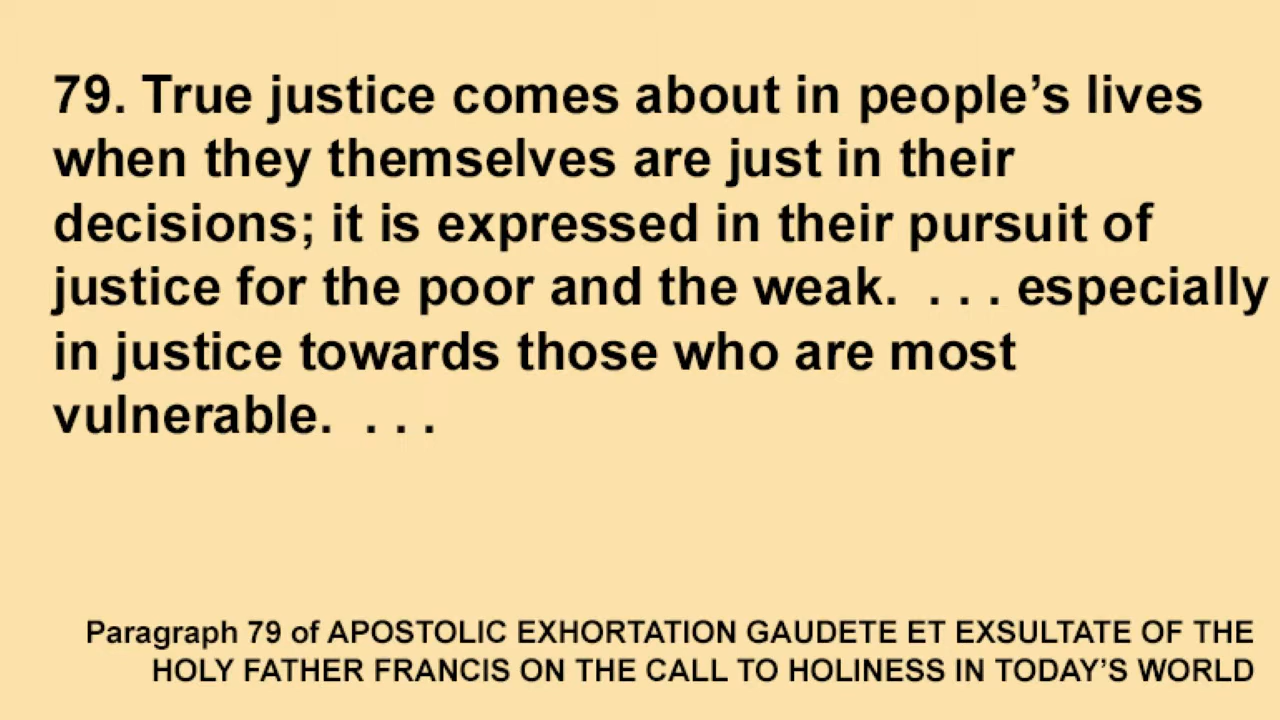 79. True justice comes about in people’s lives
when they themselves are just in their
decisions; it is expressed in their pursuit of
justice for the poor and the weak.  . . . especially
in justice towards those who are most
vulnerable.  . . .
Paragraph 79 of APOSTOLIC EXHORTATION GAUDETE ET EXSULTATE OF THE
HOLY FATHER FRANCIS ON THE CALL TO HOLINESS IN TODAY’S WORLD